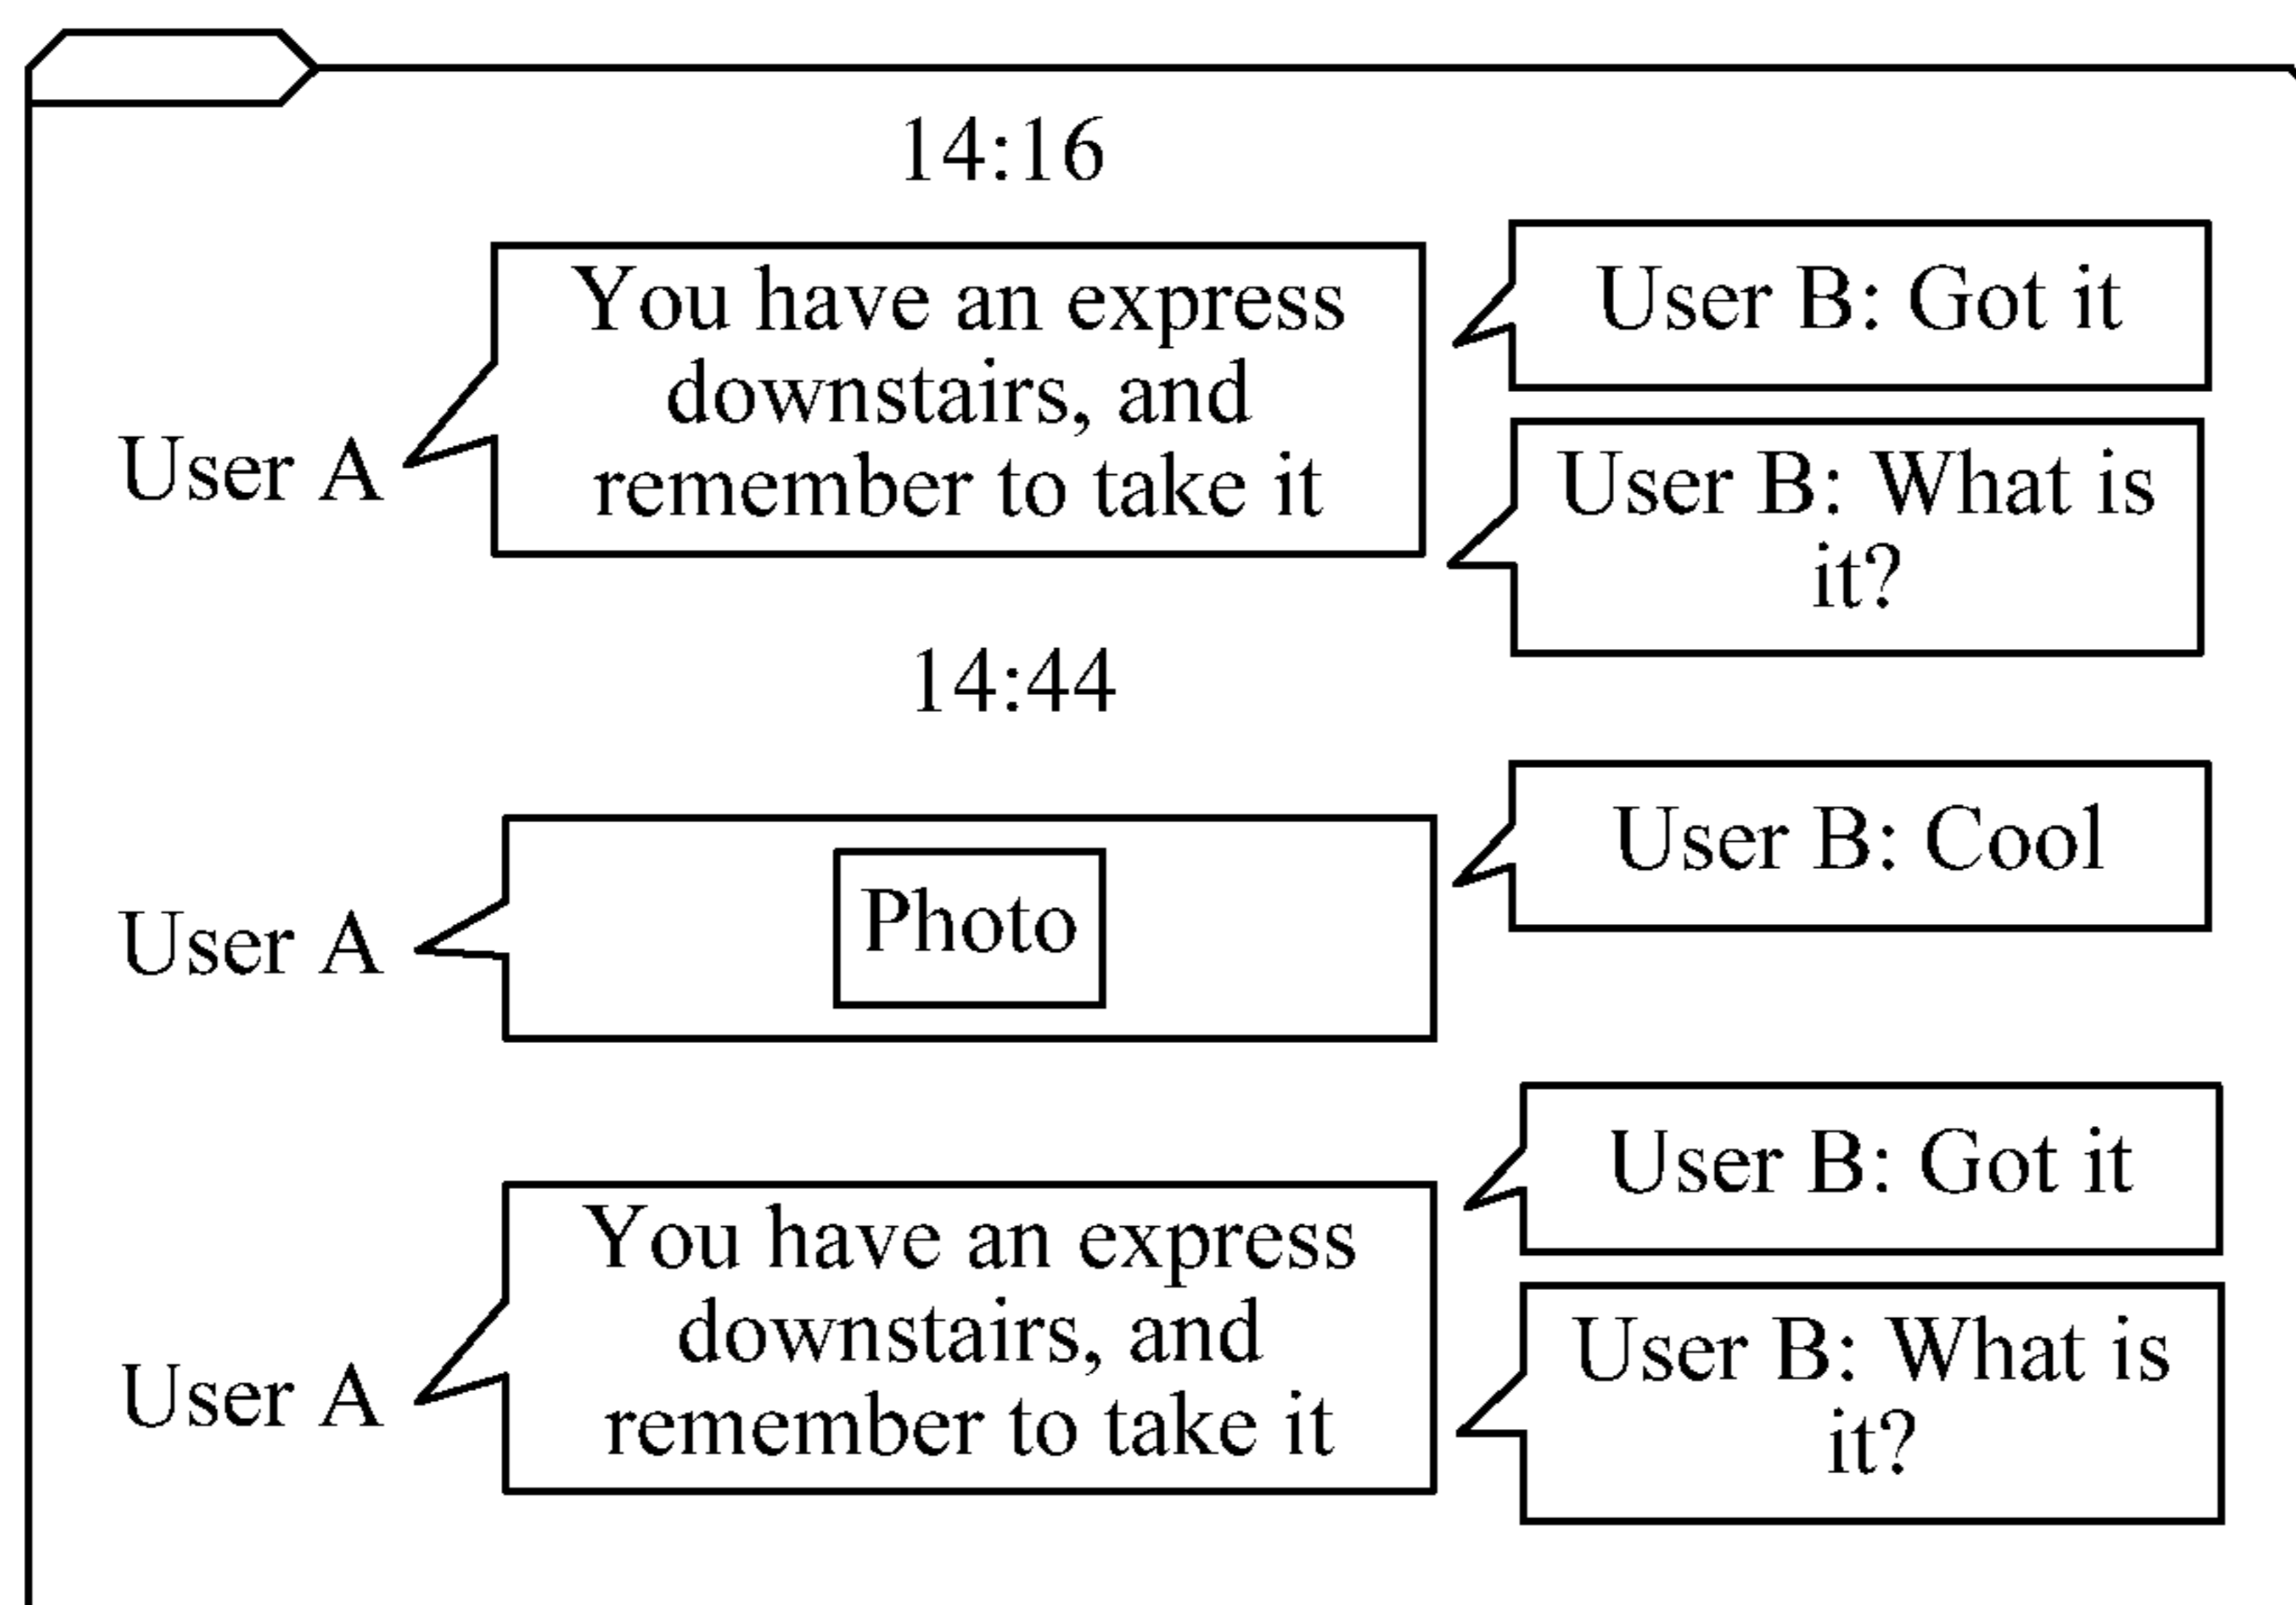 14:16
You have an express
downstairs, and
remember to take it
User A
User B: Got it
User B: What is
it?
14:44
User A
Photo
User B: Cool
User A
You have an express
downstairs, and
remember to take it
User B: Got it
User B: What is
it?